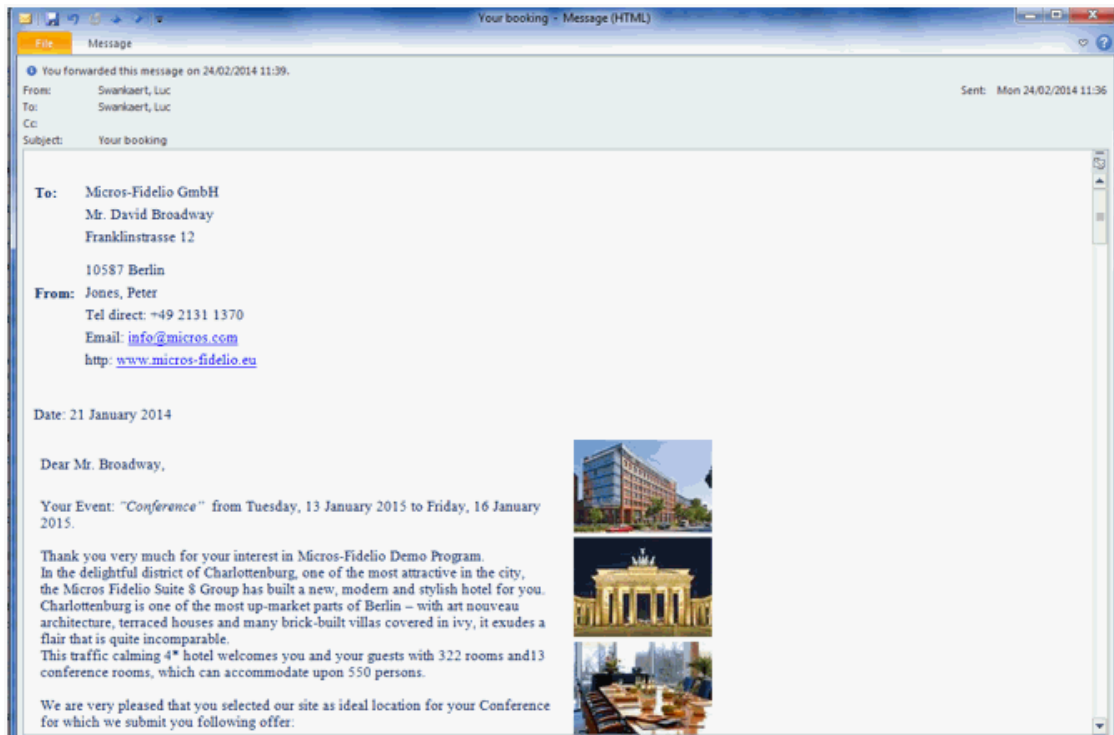 Your booking - Message (HTML)
File Message
You forwarded this message on 24/02/2014 11:39.
From: Swankaert, Luc Sent: Mon 24/02/2014 11:36
To: Swankaert, Luc
Cc:
Subject: Your booking
To: Micros-Fidelio GmbH
Mr. David Broadway
Franklinstrasse 12
10587 Berlin
From: Jones, Peter
Tel direct: +49 2131 1370
Email: info@micros.com
http: www.micros-fidelio.eu
Date: 21 January 2014
Dear Mr. Broadway,
Your Event: "Conference" from Tuesday, 13 January 2015 to Friday, 16 January
2015.
Thank you very much for your interest in Micros-Fidelio Demo Program.
In the delightful district of Charlottenburg, one of the most attractive in the city,
the Micros Fidelio Suite 8 Group has built a new, modern and stylish hotel for you.
Charlottenburg is one of the most up-market parts of Berlin – with art nouveau
architecture, terraced houses and many brick-built villas covered in ivy, it exudes a
flair that is quite incomparable.
This traffic calming 4* hotel welcomes you and your guests with 322 rooms and13
conference rooms, which can accommodate upon 550 persons.
We are very pleased that you selected our site as ideal location for your Conference
for which we submit you following offer: